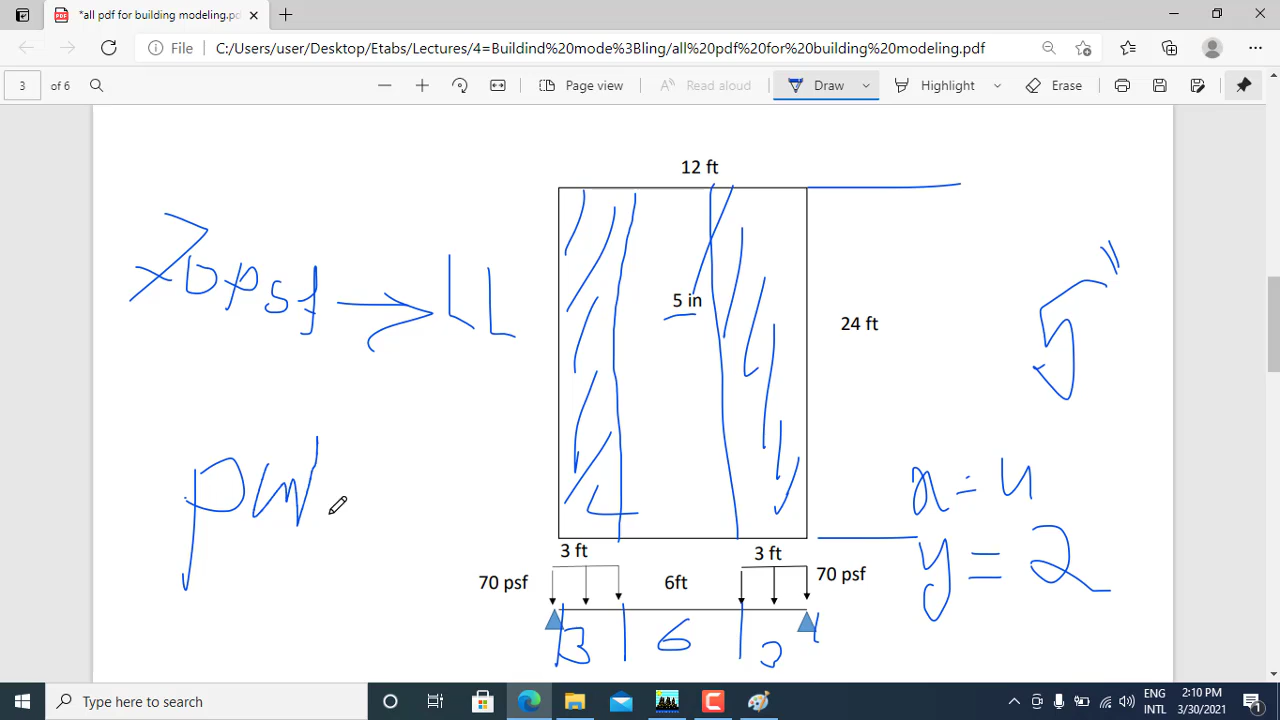 *all pdf for building modeling.pd
File C:/Users/user/Desktop/Etabs/Lectures/4=Buildind%20mode%3Bling/all%20pdf%20for%20building%20modeling.pdf
3 of 6 Page view Read aloud Draw Highlight Erase
12 ft
70psf → LL
5 in
24 ft
5"
x = 4
y = 2
3 ft 3 ft
70 psf 6ft 70 psf
3 6 3
Type here to search
ENG 2:10 PM
INTL 3/30/2021
1